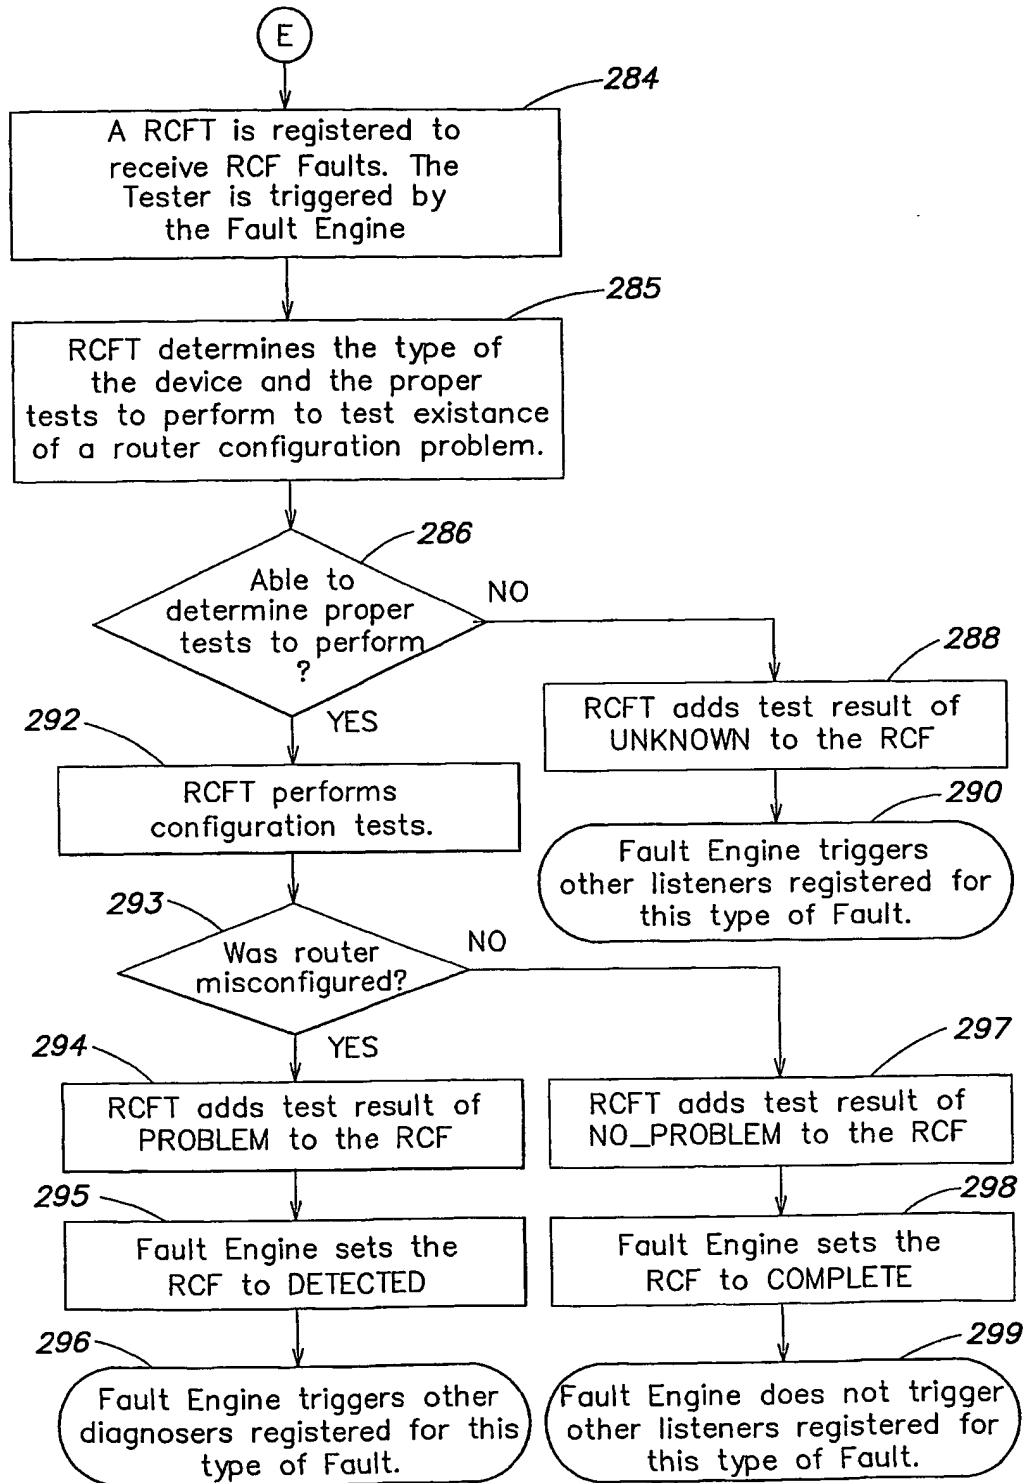 E
284
A RCFT is registered to
receive RCF Faults. The
Tester is triggered by
the Fault Engine
285
RCFT determines the type of
the device and the proper
tests to perform to test existance
of a router configuration problem.
286
Able to
determine proper
tests to perform
?
NO
YES
288
RCFT adds test result of
UNKNOWN to the RCF
290
Fault Engine triggers
other listeners registered for
this type of Fault.
292
RCFT performs
configuration tests.
293
Was router
misconfigured?
NO
YES
294
RCFT adds test result of
PROBLEM to the RCF
295
Fault Engine sets the
RCF to DETECTED
296
Fault Engine triggers other
diagnosers registered for this
type of Fault.
297
RCFT adds test result of
NO_PROBLEM to the RCF
298
Fault Engine sets the
RCF to COMPLETE
299
Fault Engine does not trigger
other listeners registered for
this type of Fault.